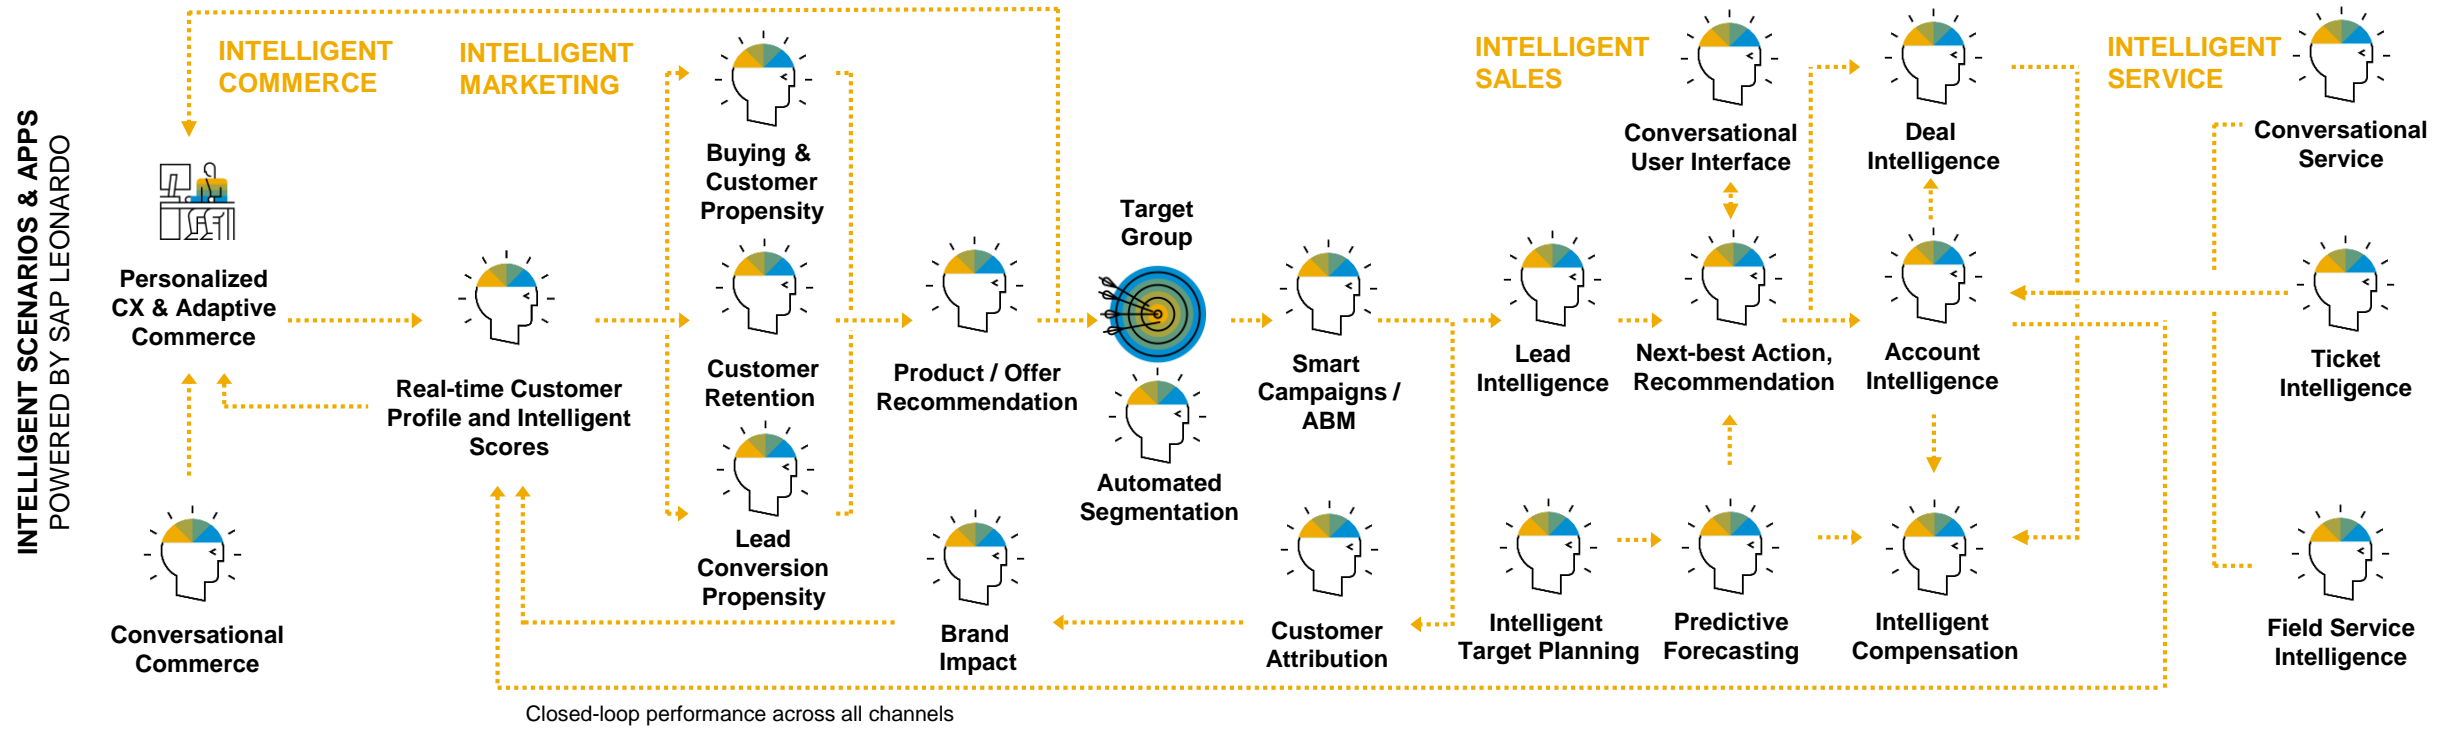 INTELLIGENT SCENARIOS & APPS
POWERED BY SAP LEONARDO
INTELLIGENT
COMMERCE
Personalized
CX & Adaptive
Commerce
Conversational
Commerce
INTELLIGENT
MARKETING
Real-time Customer
Profile and Intelligent
Scores
Buying &
Customer
Propensity
Customer
Retention
Lead
Conversion
Propensity
Product / Offer
Recommendation
Brand
Impact
Target
Group
Automated
Segmentation
Smart
Campaigns /
ABM
Customer
Attribution
INTELLIGENT
SALES
Conversational
User Interface
Deal
Intelligence
Lead
Intelligence
Next-best Action,
Recommendation
Account
Intelligence
Intelligent
Target Planning
Predictive
Forecasting
Intelligent
Compensation
INTELLIGENT
SERVICE
Conversational
Service
Ticket
Intelligence
Field Service
Intelligence
Closed-loop performance across all channels